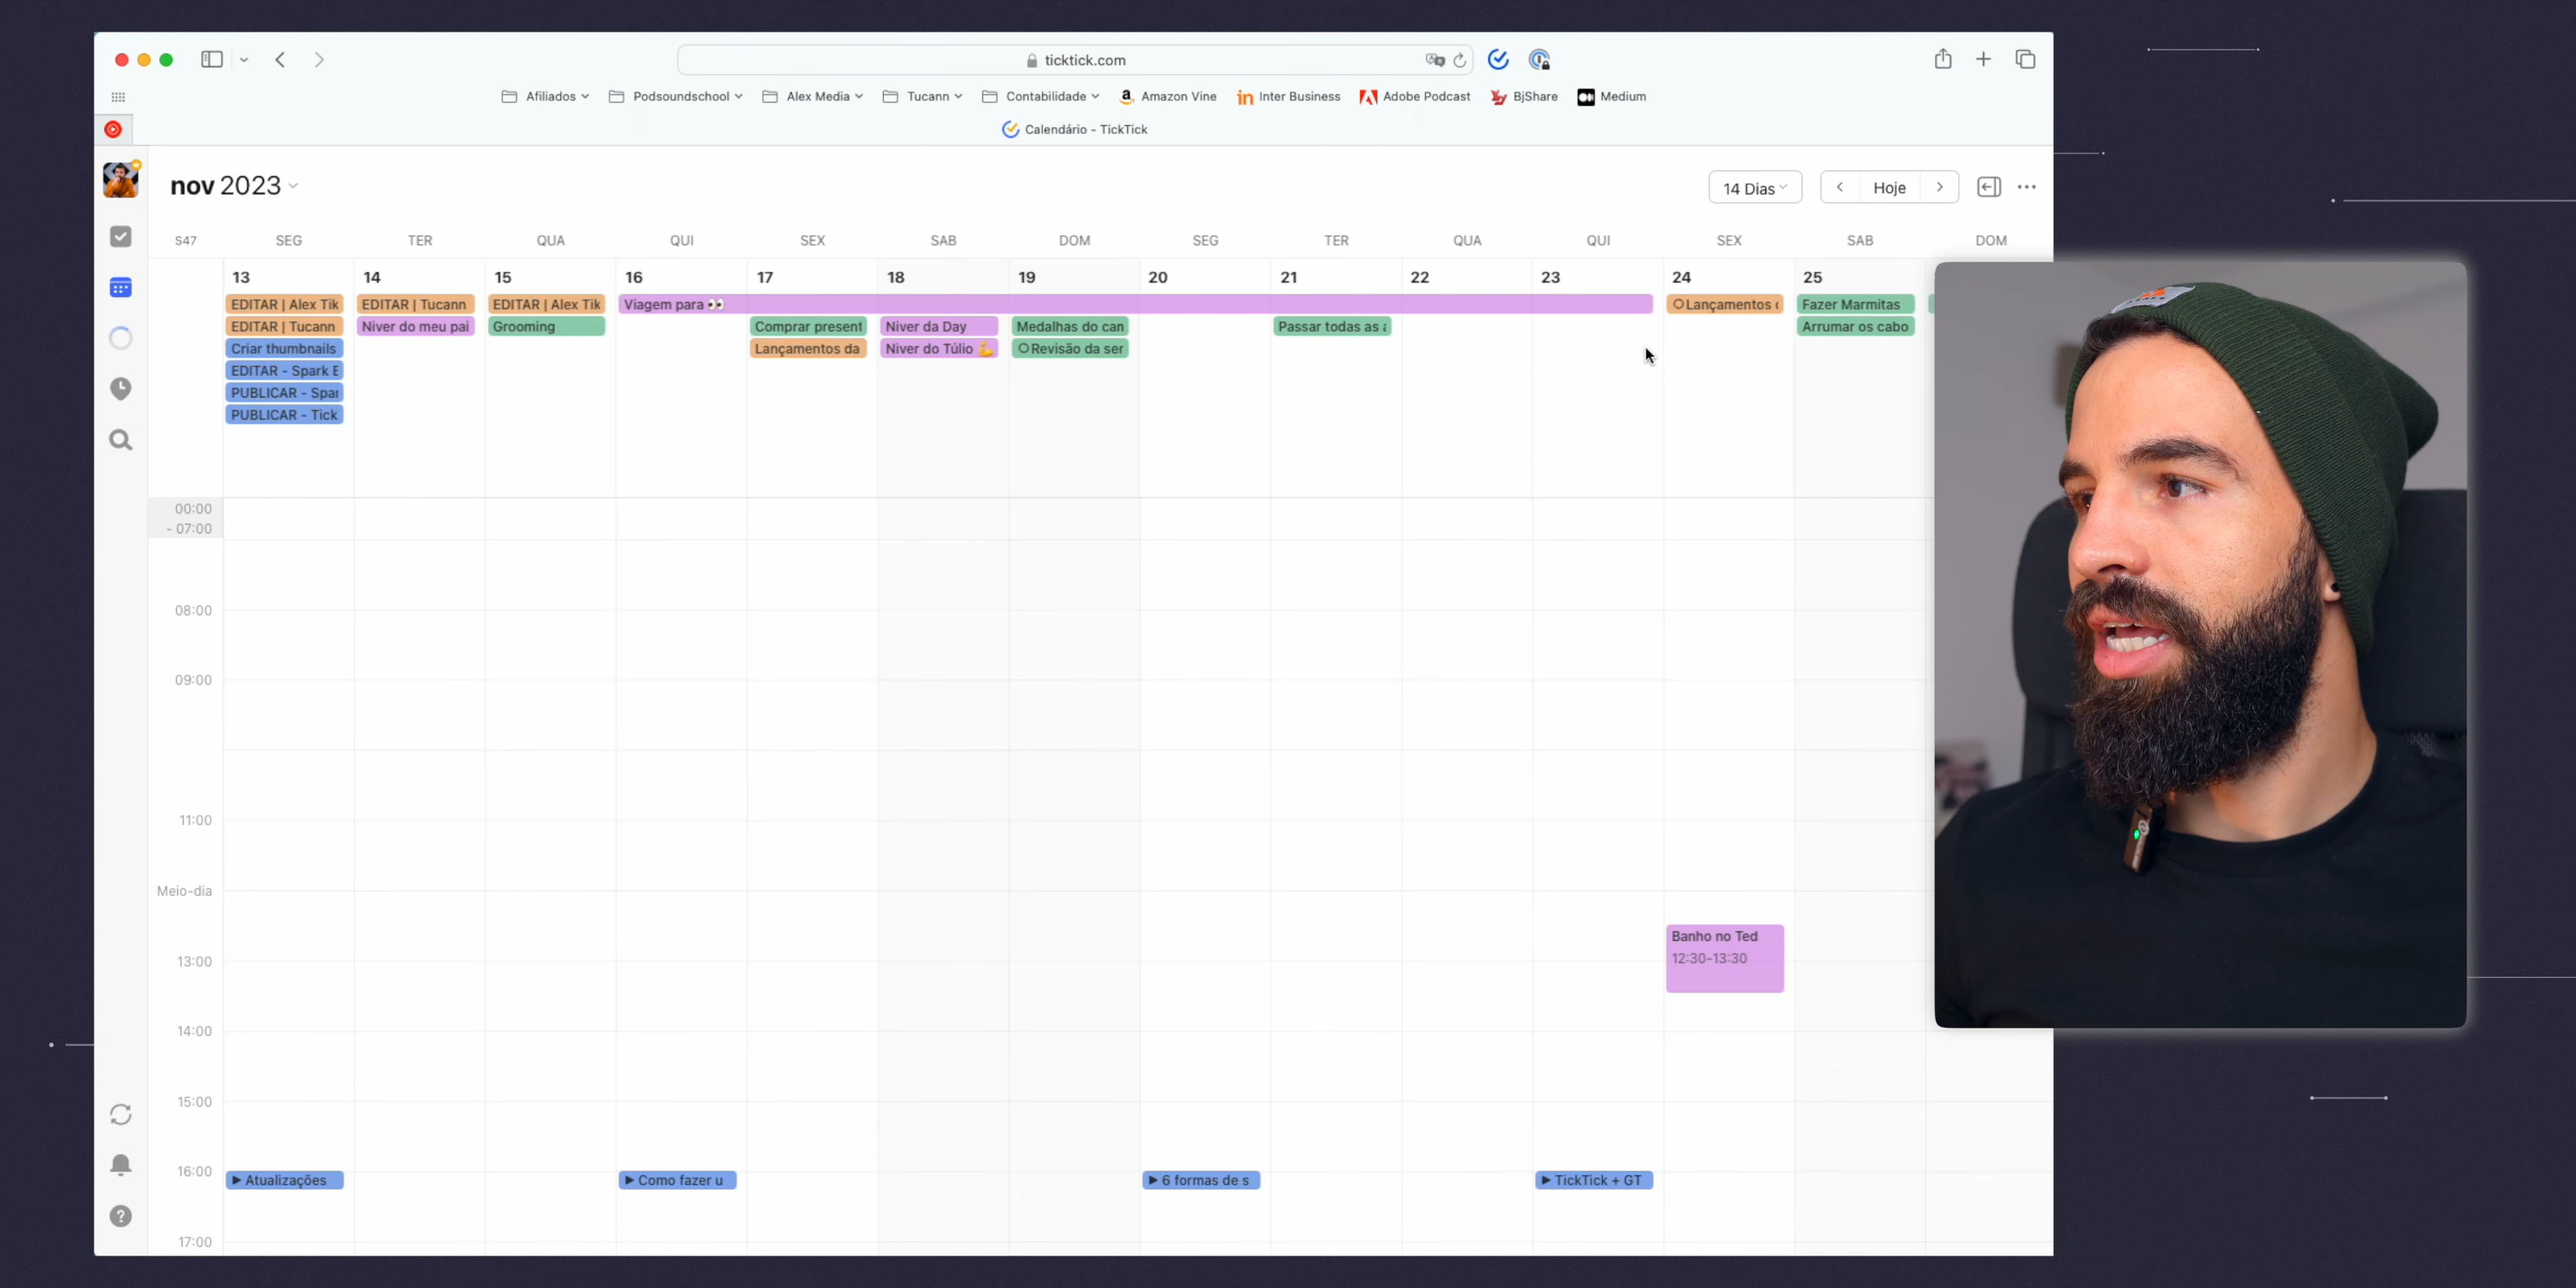 ticktick.com
Afiliados
Podsoundschool
Alex Media
Tucann
Contabilidade
Amazon Vine
Inter Business
Adobe Podcast
BjShare
Medium
Calendário - TickTick
nov 2023
14 Dias
Hoje
S47
SEG
TER
QUA
QUI
SEX
SAB
DOM
SEG
TER
QUA
QUI
SEX
SAB
DOM
13
14
15
16
17
18
19
20
21
22
23
24
25
EDITAR | Alex Tik
EDITAR | Tucann
EDITAR | Alex Tik
Viagem para 👀
Lançamentos
Fazer Marmitas
EDITAR | Tucann
Niver do meu pai
Grooming
Comprar present
Niver da Day
Medalhas do can
Passar todas as
Arrumar os cabo
Criar thumbnails
Lançamentos da
Niver do Túlio 💪
Revisão da ser
EDITAR - Spark E
PUBLICAR - Spar
PUBLICAR - Tick
00:00
- 07:00
08:00
09:00
11:00
Meio-dia
Banho no Ted
12:30-13:30
13:00
14:00
15:00
16:00
▶ Atualizações
▶ Como fazer u
▶ 6 formas de s
▶ TickTick + GT
17:00